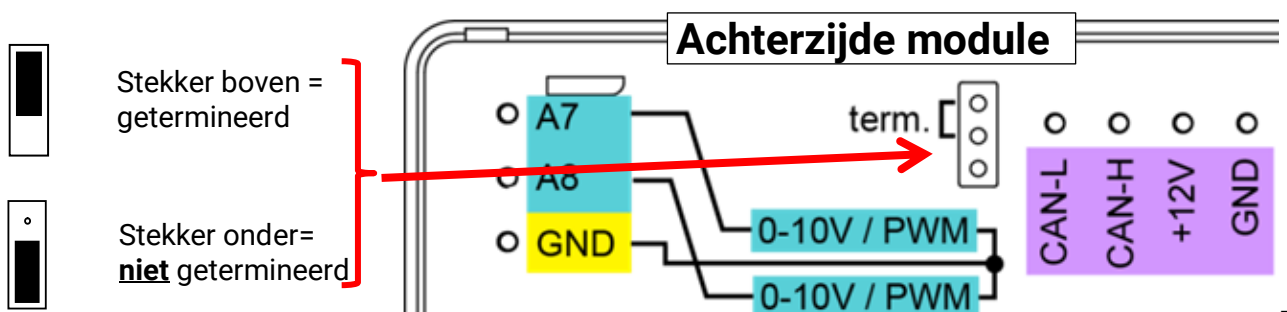 Achterzijde module
Stekker boven =
getermineerd
Stekker onder=
niet getermineerd
A7
A8
GND
term.
0-10V / PWM
0-10V / PWM
CAN-L
CAN-H
+12V
GND